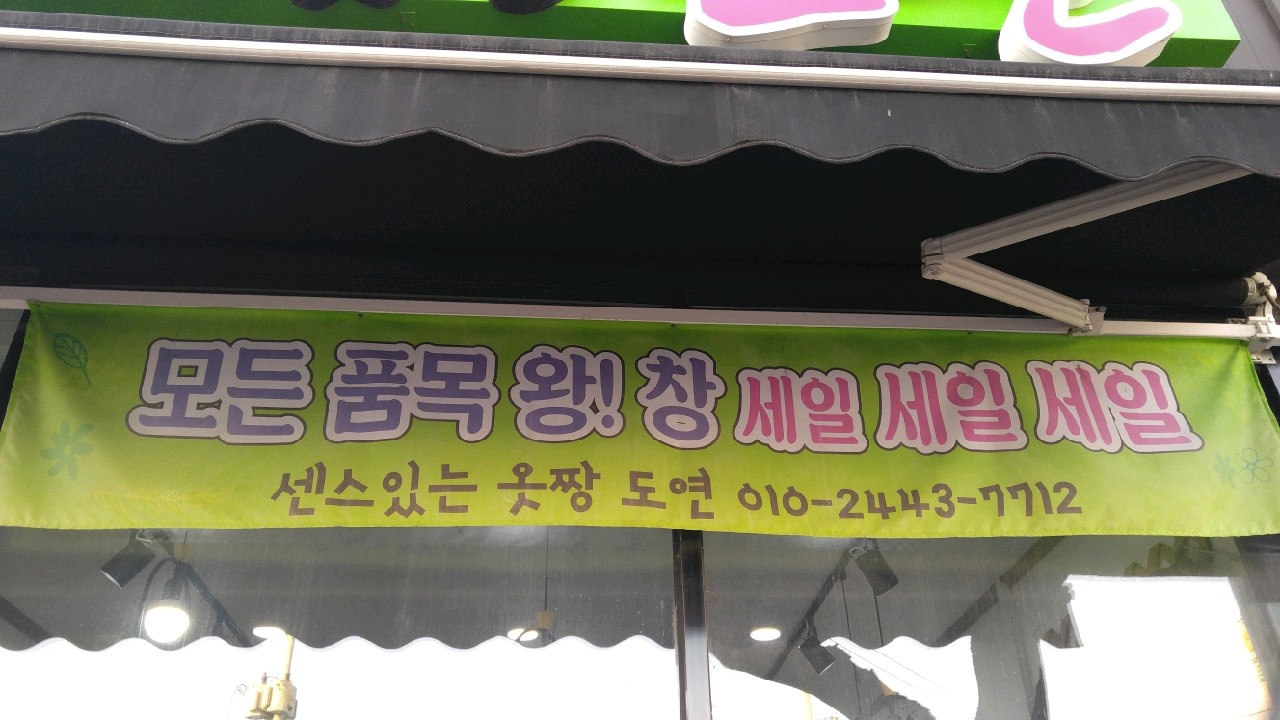 모든 품목 왕! 창 세일 세일 세일
센스있는 옷짱 도연 010-2443-7712